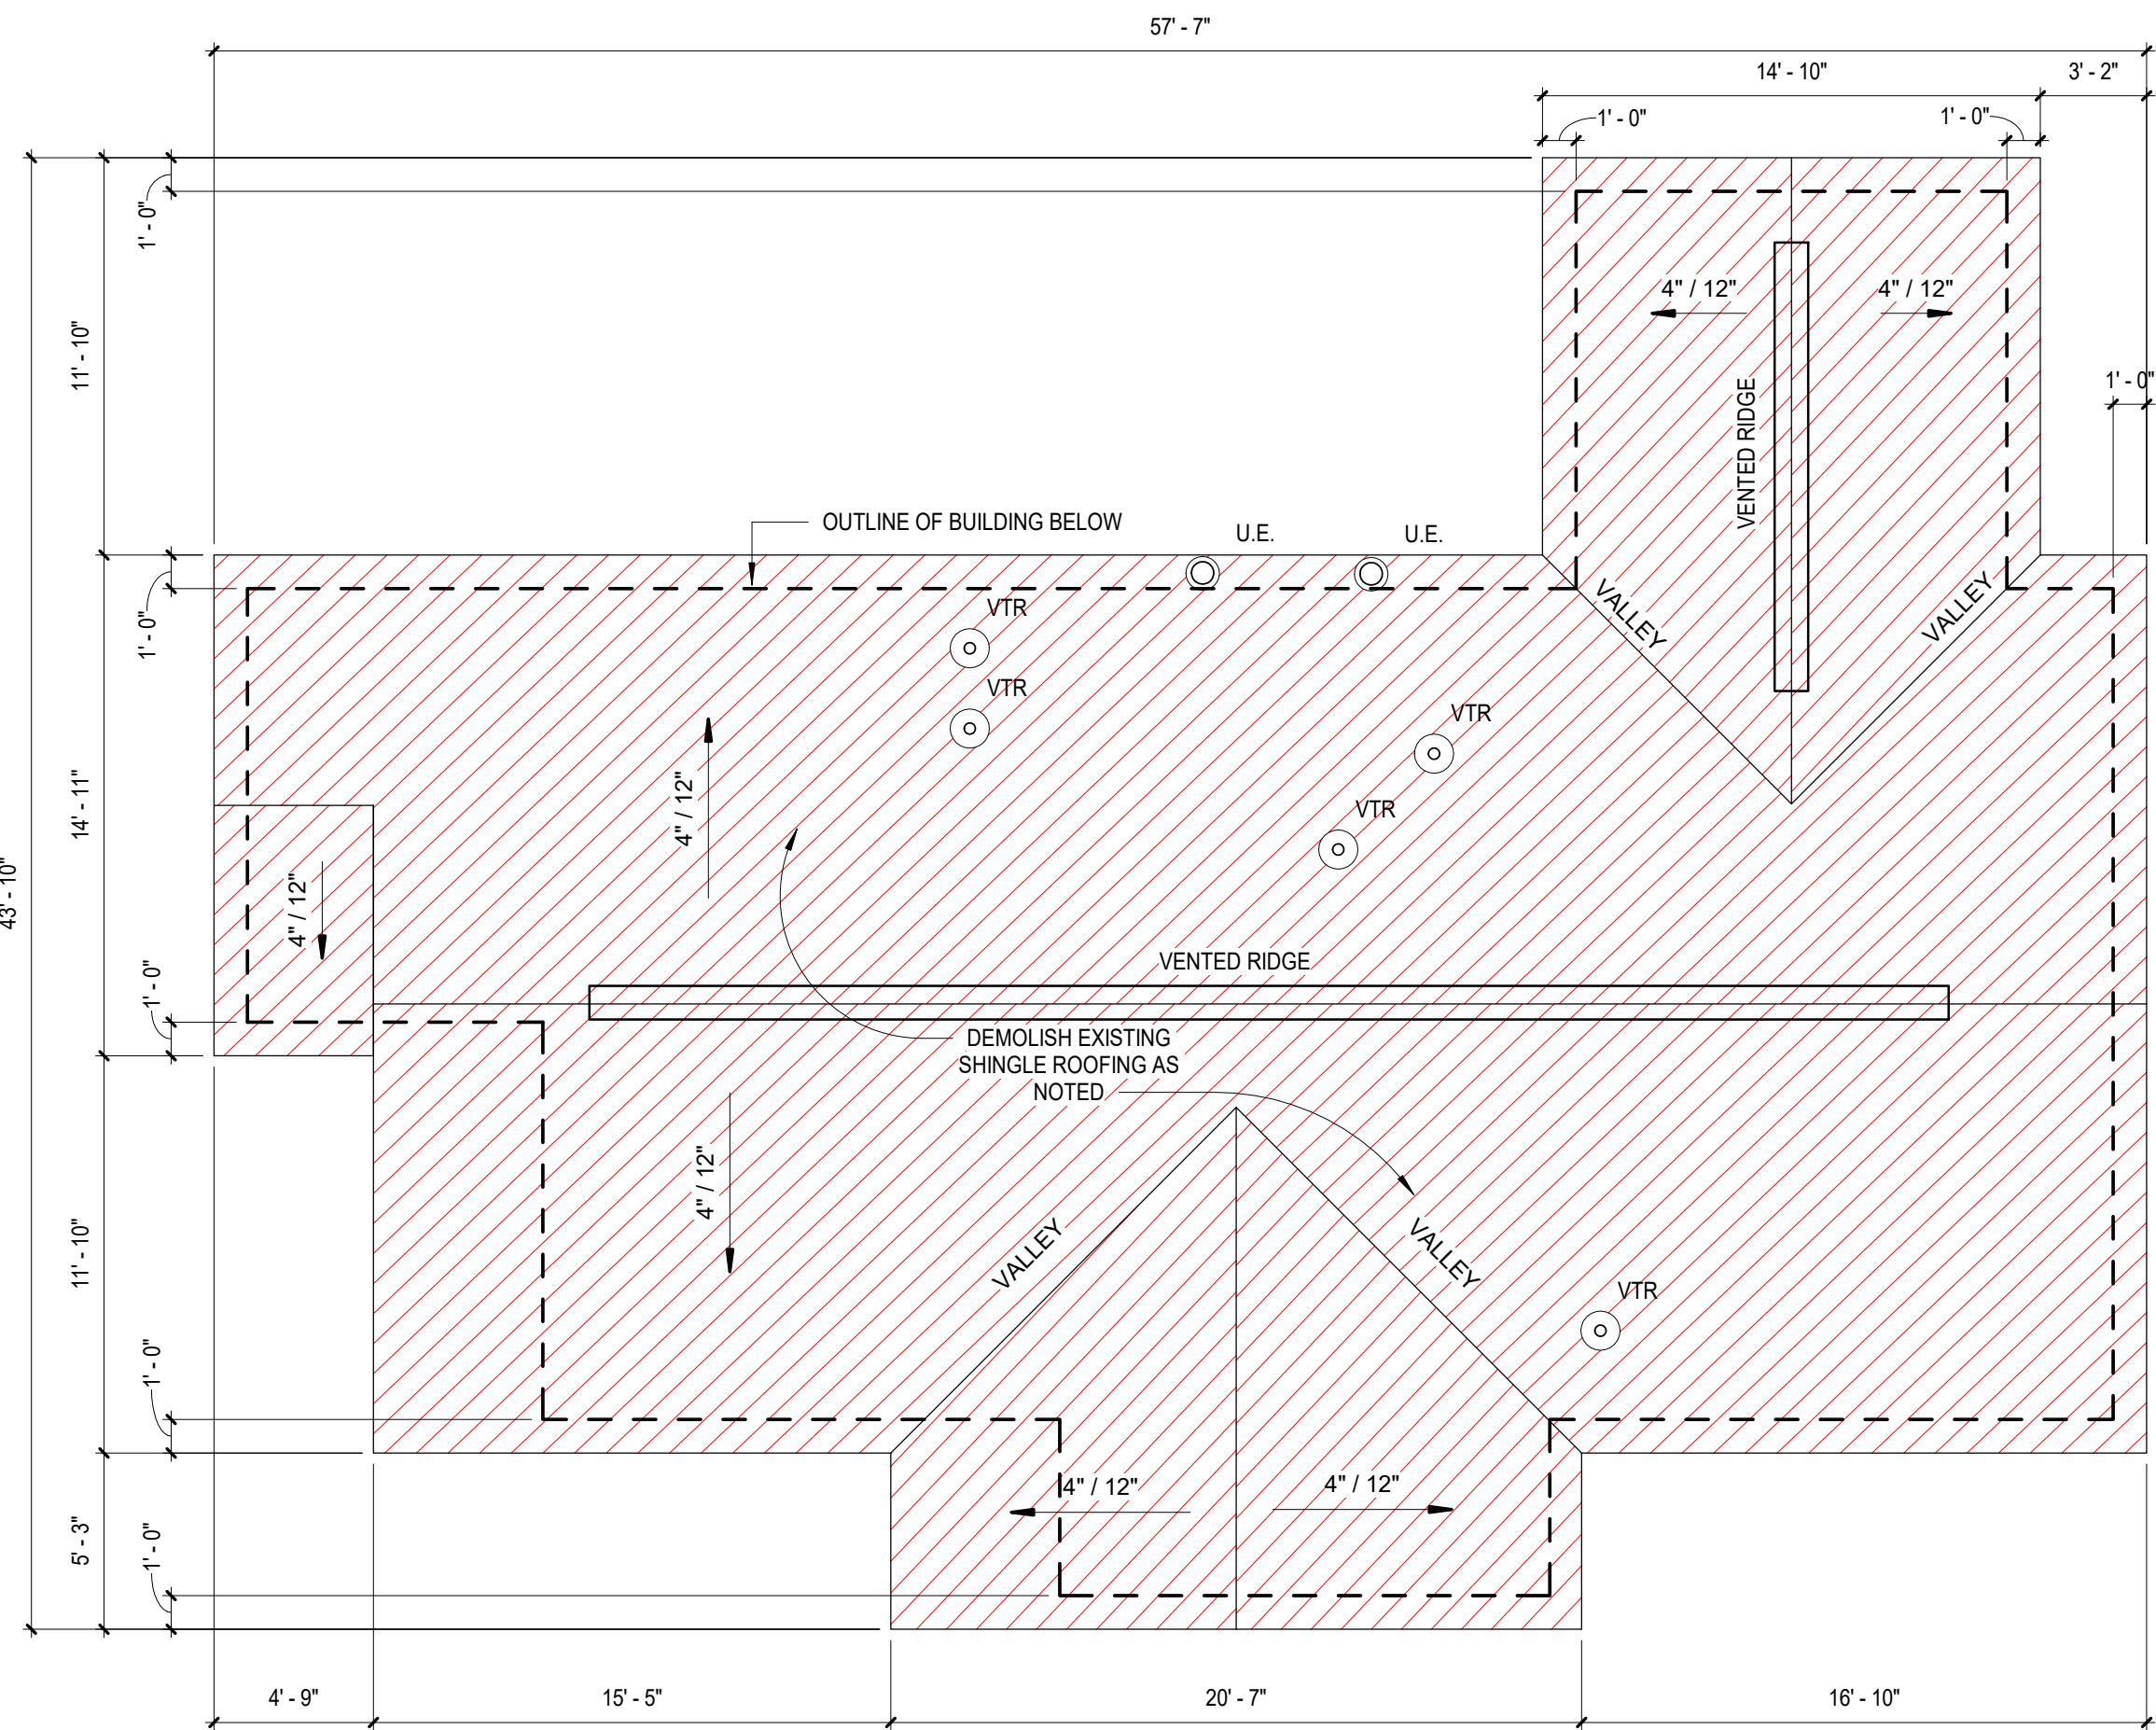 57' - 7"
14' - 10"
3' - 2"
1' - 0"
1' - 0"
1' - 0"
4" / 12"
4" / 12"
11' - 10"
1' - 0"
VENTED RIDGE
OUTLINE OF BUILDING BELOW
U.E.
U.E.
VALLEY
VALLEY
1' - 0"
VTR
VTR
VTR
VTR
14' - 11"
4" / 12"
43' - 10"
4" / 12"
VENTED RIDGE
1' - 0"
DEMOLISH EXISTING
SHINGLE ROOFING AS
NOTED
4" / 12"
11' - 10"
VALLEY
VALLEY
VTR
1' - 0"
4" / 12"
4" / 12"
5' - 3"
1' - 0"
4' - 9"
15' - 5"
20' - 7"
16' - 10"